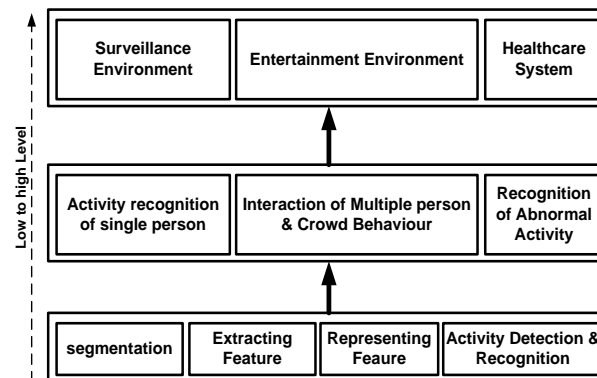 Surveillance
Environment
Entertainment Environment
Healthcare
System
Low to high Level
Activity recognition
of single person
Interaction of Multiple person
& Crowd Behaviour
Recognition
of Abnormal
Activity
segmentation
Extracting
Feature
Representing
Feaure
Activity Detection &
Recognition